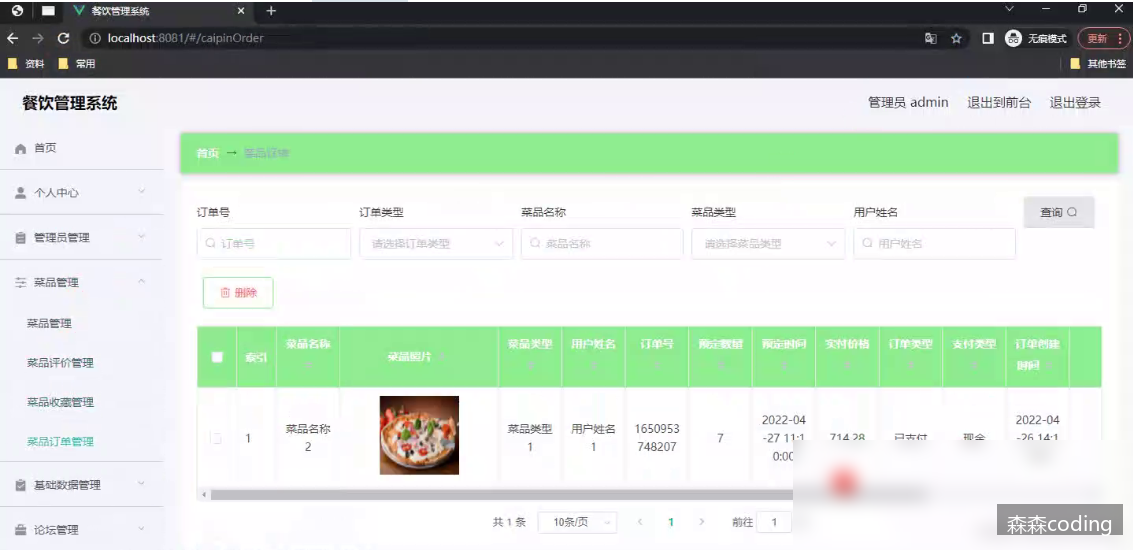 餐饮管理系统
localhost:8081/#/caipinOrder
无痕模式
更新
资料
常用
其他书签
餐饮管理系统
管理员 admin
退出到前台
退出登录
首页
个人中心
管理员管理
菜品管理
菜品管理
菜品评价管理
菜品收藏管理
菜品订单管理
基础数据管理
论坛管理
首页 → 菜品订单
订单号
订单类型
菜品名称
菜品类型
用户姓名
查询
订单号
请选择订单类型
菜品名称
请选择菜品类型
用户姓名
删除
索引
菜品名称
菜品照片
菜品类型
用户姓名
订单号
预定数量
预定时间
实付价格
订单类型
支付类型
订单创建
时间
1
菜品名称
2
菜品类型
1
用户姓名
1
1650953
748207
7
2022-04
-27 11:1
0:00
714.28
已支付
现金
2022-04
-26 14:1
共 1 条
10条/页
1
前往
1
森森coding